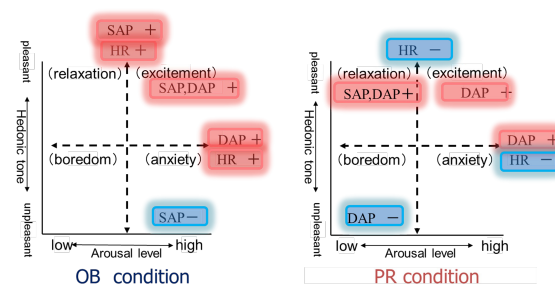 SAP +
HR +
pleasant
(relaxation)
(excitement)
SAP,DAP +
Hedonic tone
DAP +
HR +
(boredom)
(anxiety)
SAP−
unpleasant
low
high
Arousal level
OB condition
HR −
pleasant
(relaxation)
(excitement)
SAP,DAP+
DAP +
Hedonic tone
DAP +
HR −
(boredom)
(anxiety)
DAP −
unpleasant
low
high
Arousal level
PR condition